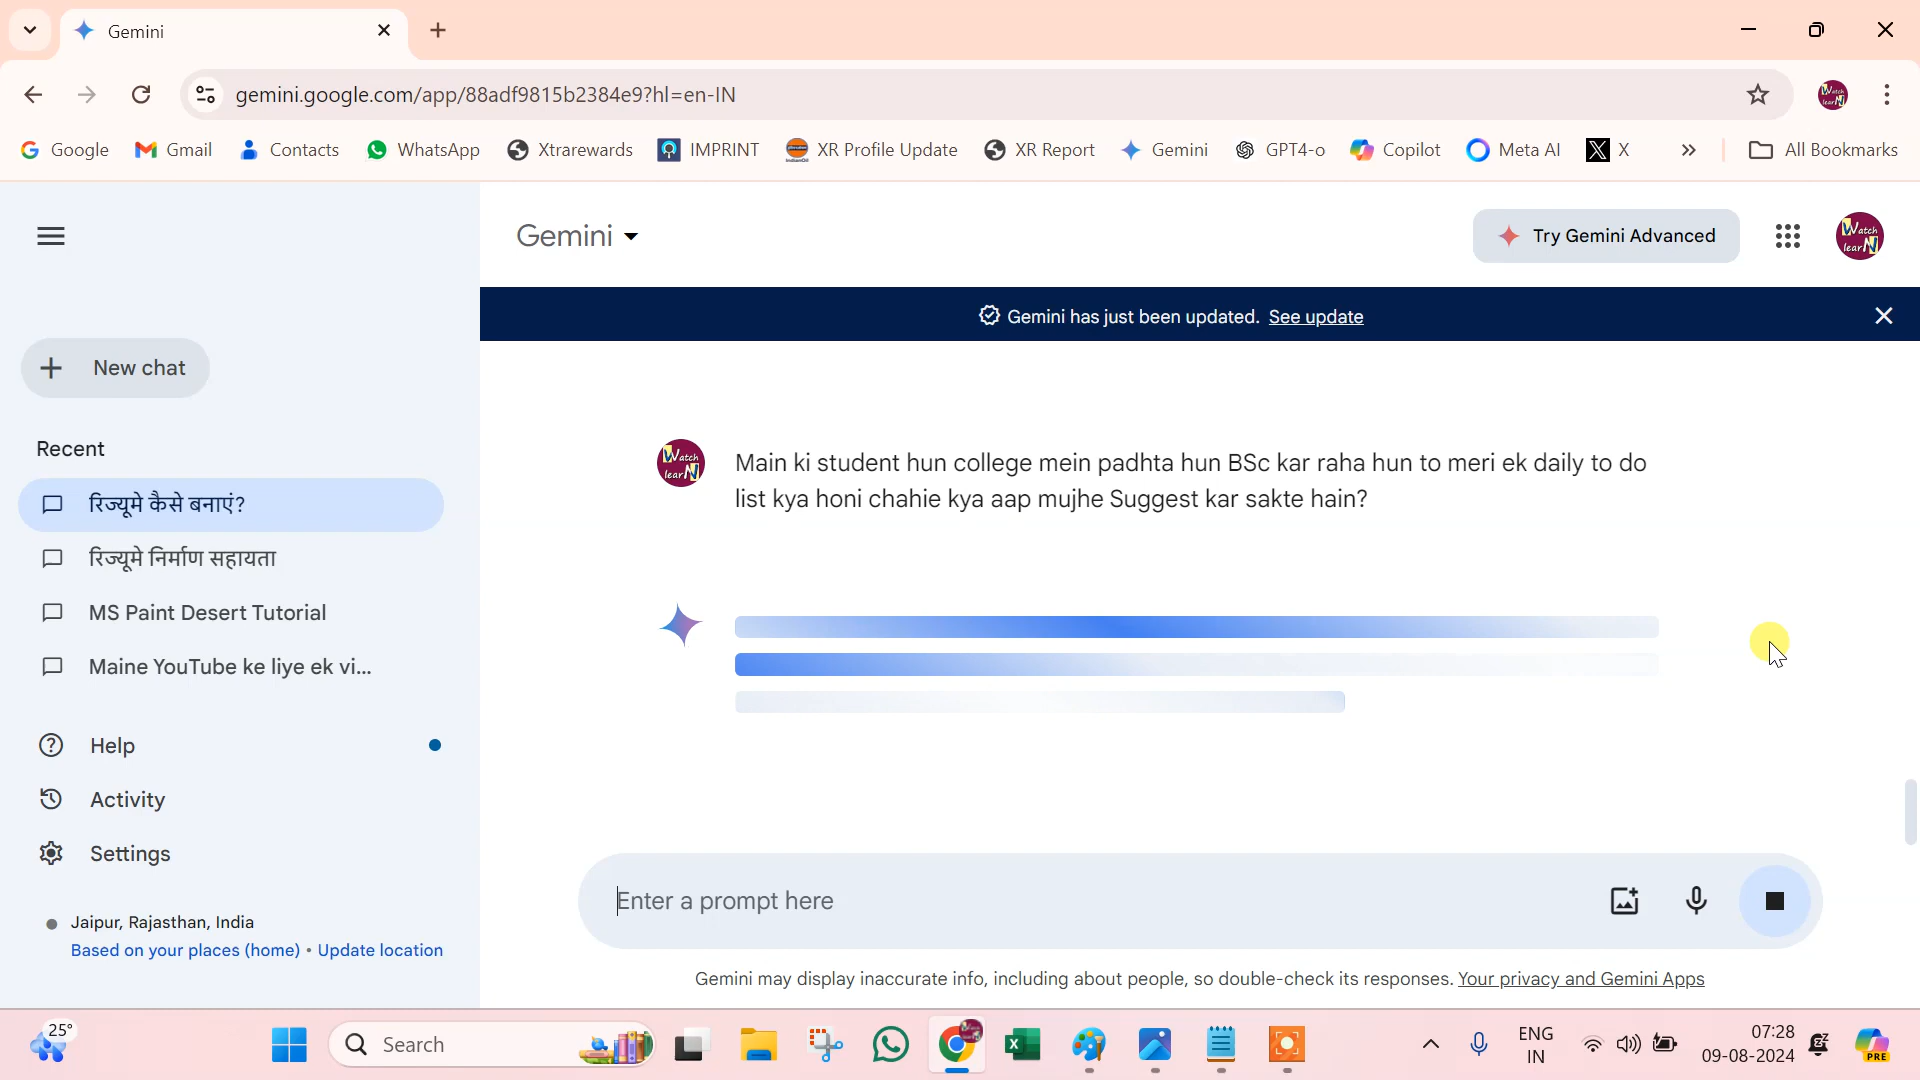 Gemini
gemini.google.com/app/88adf9815b2384e9?hl=en-IN
Google
Gmail
Contacts
WhatsApp
Xtrarewards
IMPRINT
XR Profile Update
XR Report
Gemini
GPT4-o
Copilot
Meta AI
X
»
All Bookmarks
Gemini
Try Gemini Advanced
Watch
learN
Gemini has just been updated. See update
New chat
Recent
रिज्यूमे कैसे बनाएं?
रिज्यूमे निर्माण सहायता
MS Paint Desert Tutorial
Maine YouTube ke liye ek vi...
Help
Activity
Settings
Jaipur, Rajasthan, India
Based on your places (home) • Update location
Watch
learN
Main ki student hun college mein padhta hun BSc kar raha hun to meri ek daily to do
list kya honi chahie kya aap mujhe Suggest kar sakte hain?
Enter a prompt here
Gemini may display inaccurate info, including about people, so double-check its responses. Your privacy and Gemini Apps
25°
Search
ENG
IN
07:28
09-08-2024
PRE